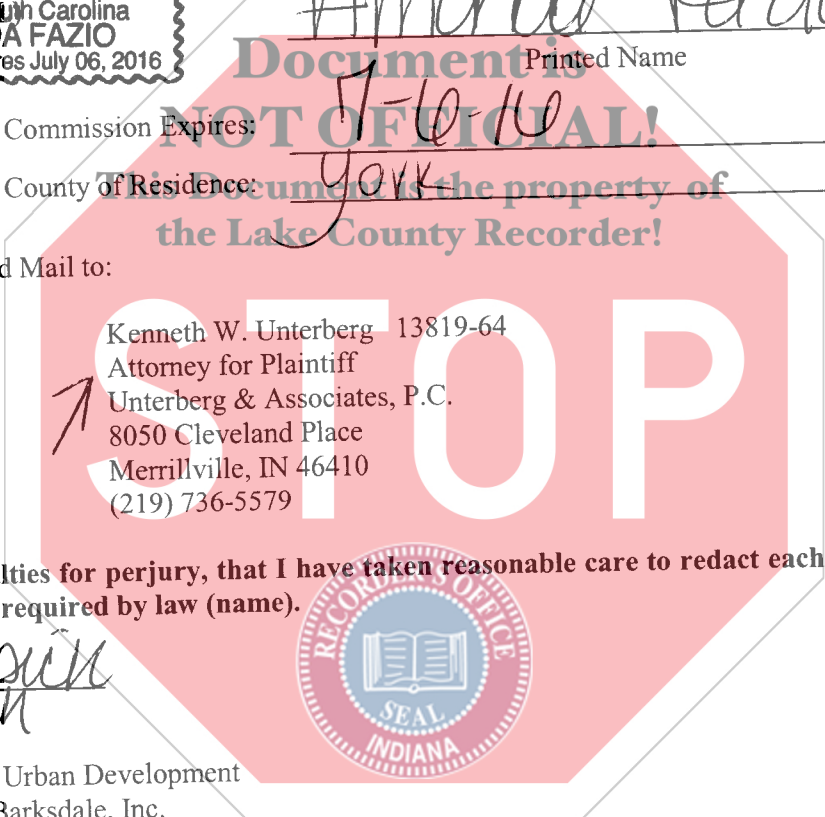 uth Carolina
A FAZIO
es July 06, 2016
Document is
Printed Name
Commission Expires: 7-6-16
NOT OFFICIAL!
County of Residence: York
This Document is the property of
the Lake County Recorder!
d Mail to:
STOP
Kenneth W. Unterberg 13819-64
Attorney for Plaintiff
Unterberg & Associates, P.C.
8050 Cleveland Place
Merrillville, IN 46410
(219) 736-5579
lties for perjury, that I have taken reasonable care to redact each
required by law (name).
RECORDER'S OFFICE
SEAL
INDIANA
Urban Development
Barksdale, Inc.